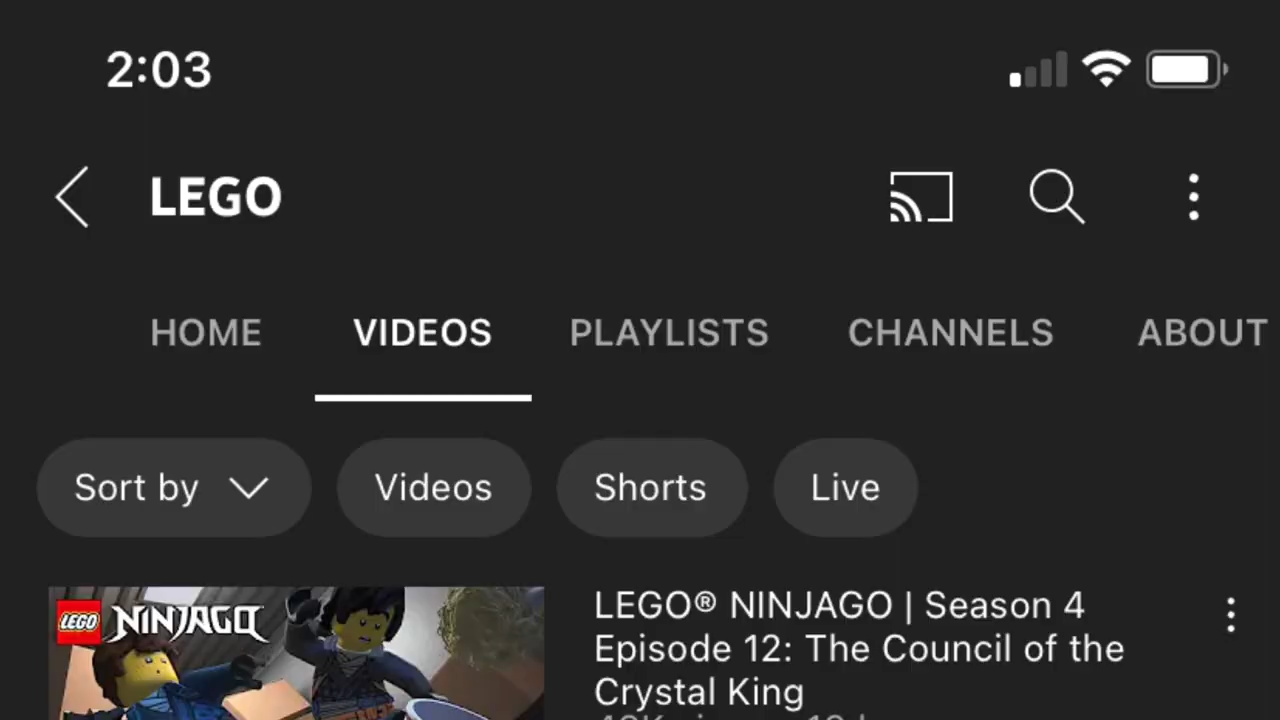 2:03
LEGO
HOME VIDEOS PLAYLISTS CHANNELS ABOUT
Sort by Videos Shorts Live
LEGO NINJAGO
LEGO® NINJAGO | Season 4
Episode 12: The Council of the
Crystal King